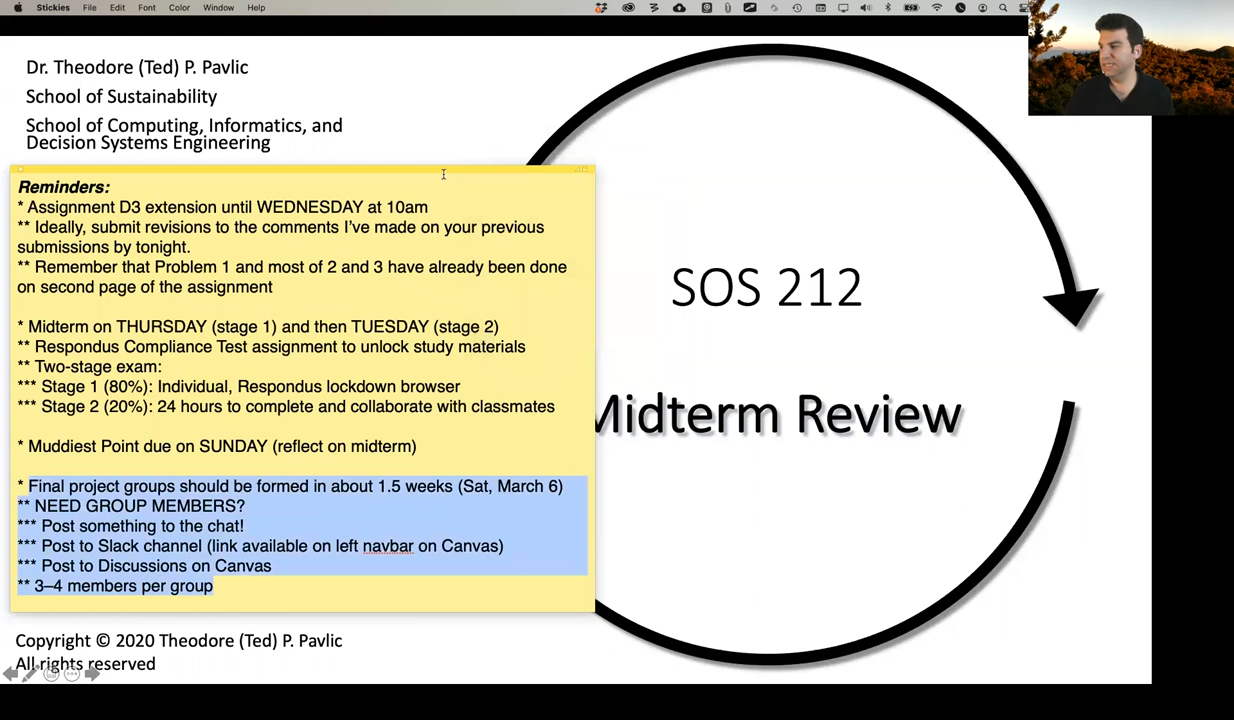 Stickies File Edit Font Color Window Help
Dr. Theodore (Ted) P. Pavlic
School of Sustainability
School of Computing, Informatics, and
Decision Systems Engineering
Reminders:
* Assignment D3 extension until WEDNESDAY at 10am
** Ideally, submit revisions to the comments I've made on your previous
submissions by tonight.
** Remember that Problem 1 and most of 2 and 3 have already been done
on second page of the assignment
* Midterm on THURSDAY (stage 1) and then TUESDAY (stage 2)
** Respondus Compliance Test assignment to unlock study materials
** Two-stage exam:
*** Stage 1 (80%): Individual, Respondus lockdown browser
*** Stage 2 (20%): 24 hours to complete and collaborate with classmates
* Muddiest Point due on SUNDAY (reflect on midterm)
* Final project groups should be formed in about 1.5 weeks (Sat, March 6)
** NEED GROUP MEMBERS?
*** Post something to the chat!
*** Post to Slack channel (link available on left navbar on Canvas)
*** Post to Discussions on Canvas
** 3–4 members per group
SOS 212
Midterm Review
Copyright © 2020 Theodore (Ted) P. Pavlic
All rights reserved